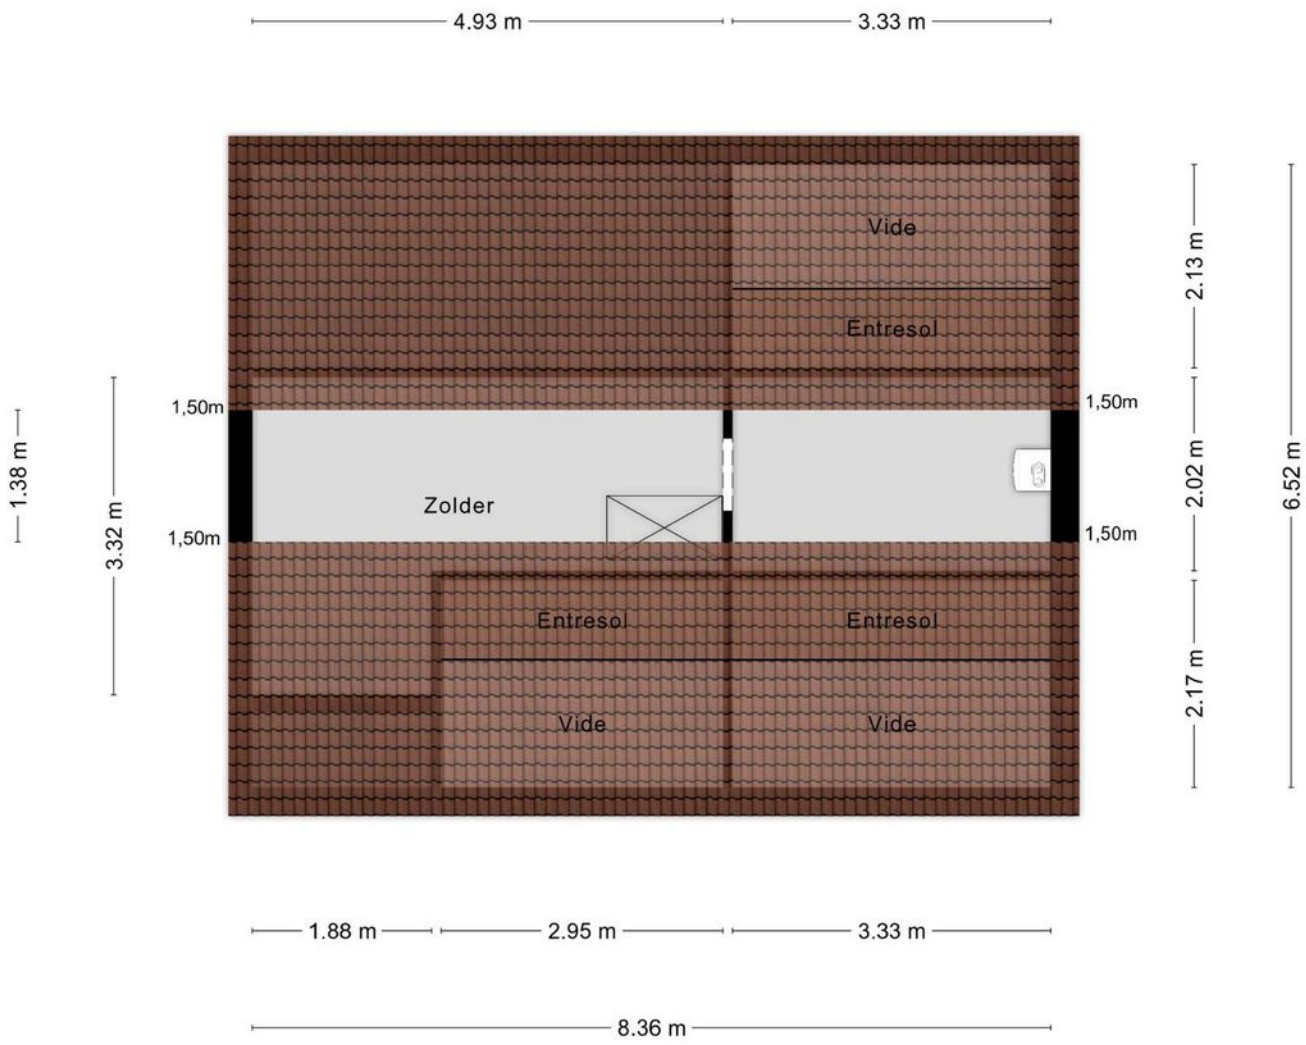 4.93 m
3.33 m
Vide
2.13 m
Entresol
1,50m
1,50m
1.38 m
3.32 m
Zolder
2.02 m
6.52 m
1,50m
1,50m
Entresol
Entresol
2.17 m
Vide
Vide
1.88 m
2.95 m
3.33 m
8.36 m